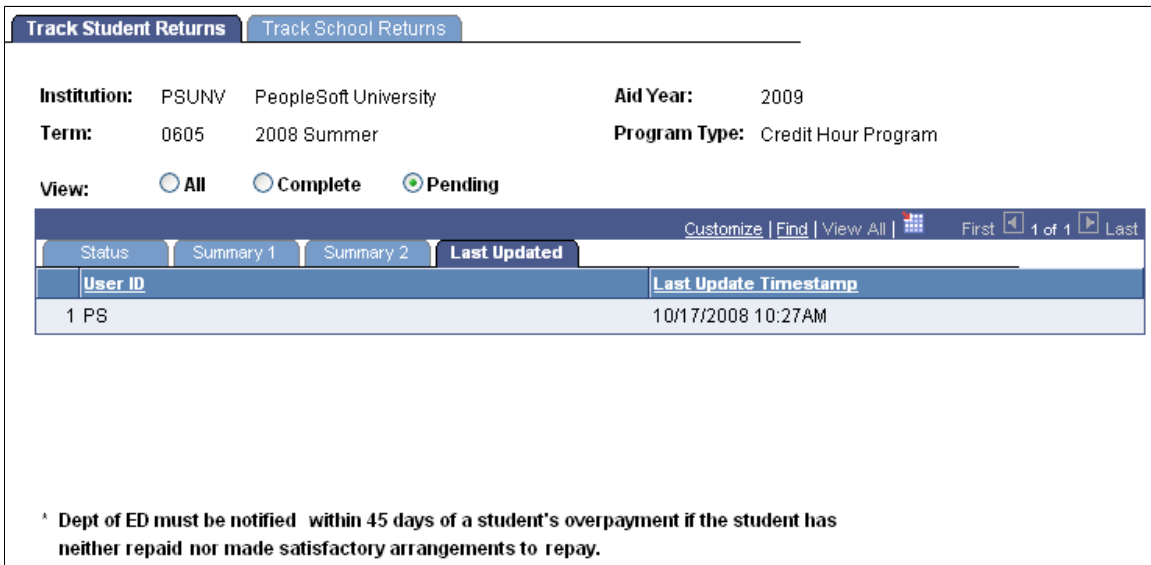 Track Student Returns Track School Returns
Institution: PSUNV PeopleSoft University Aid Year: 2009
Term: 0605 2008 Summer Program Type: Credit Hour Program
View: All Complete Pending
Customize | Find | View All | First 1 of 1 Last
Status Summary 1 Summary 2 Last Updated
User ID Last Update Timestamp
1 PS 10/17/2008 10:27AM
* Dept of ED must be notified within 45 days of a student's overpayment if the student has
neither repaid nor made satisfactory arrangements to repay.